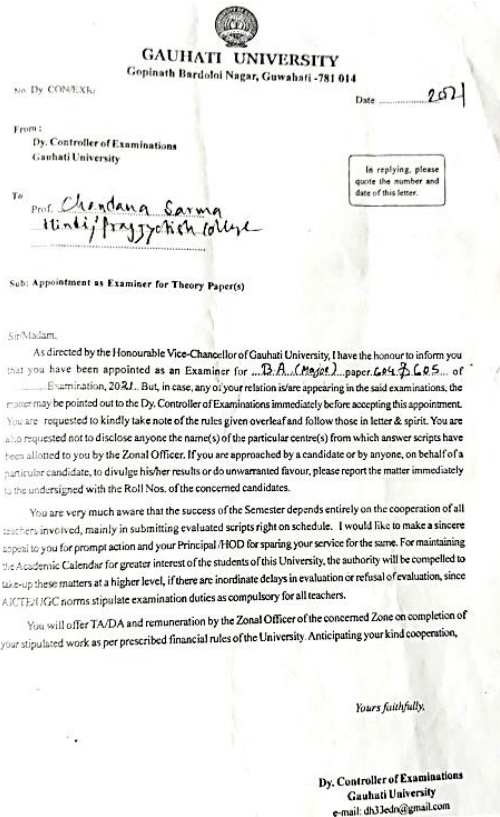 GAUHATI UNIVERSITY
Gopinath Bardoloi Nagar, Guwahati -781 014
No. Dy CON/EXR/
Date ................ 2021
From :
Dy. Controller of Examinations
Gauhati University
In replying, please
quote the number and
date of this letter.
To
Prof. Chandana Sarma
Hindi, Pragjyotish College
Sub: Appointment as Examiner for Theory Paper(s)
Sir/Madam,
As directed by the Honourable Vice-Chancellor of Gauhati University, I have the honour to inform you
that you have been appointed as an Examiner for ...B.A. (Major)...paper. 604 & 605 ... of
................ Examination, 2021.. But, in case, any of your relation is/are appearing in the said examinations, the
matter may be pointed out to the Dy. Controller of Examinations immediately before accepting this appointment.
You are requested to kindly take note of the rules given overleaf and follow those in letter & spirit. You are
also requested not to disclose anyone the name(s) of the particular centre(s) from which answer scripts have
been allotted to you by the Zonal Officer. If you are approached by a candidate or by anyone, on behalf of a
particular candidate, to divulge his/her results or do unwarranted favour, please report the matter immediately
to the undersigned with the Roll Nos. of the concerned candidates.
You are very much aware that the success of the Semester depends entirely on the cooperation of all
teachers involved, mainly in submitting evaluated scripts right on schedule. I would like to make a sincere
appeal to you for prompt action and your Principal /HOD for sparing your service for the same. For maintaining
the Academic Calendar for greater interest of the students of this University, the authority will be compelled to
take-up these matters at a higher level, if there are inordinate delays in evaluation or refusal of evaluation, since
AICTE/UGC norms stipulate examination duties as compulsory for all teachers.
You will offer TA/DA and remuneration by the Zonal Officer of the concerned Zone on completion of
your stipulated work as per prescribed financial rules of the University. Anticipating your kind cooperation,
Yours faithfully,
Dy. Controller of Examinations
Gauhati University
e-mail: dh33edn@gmail.com